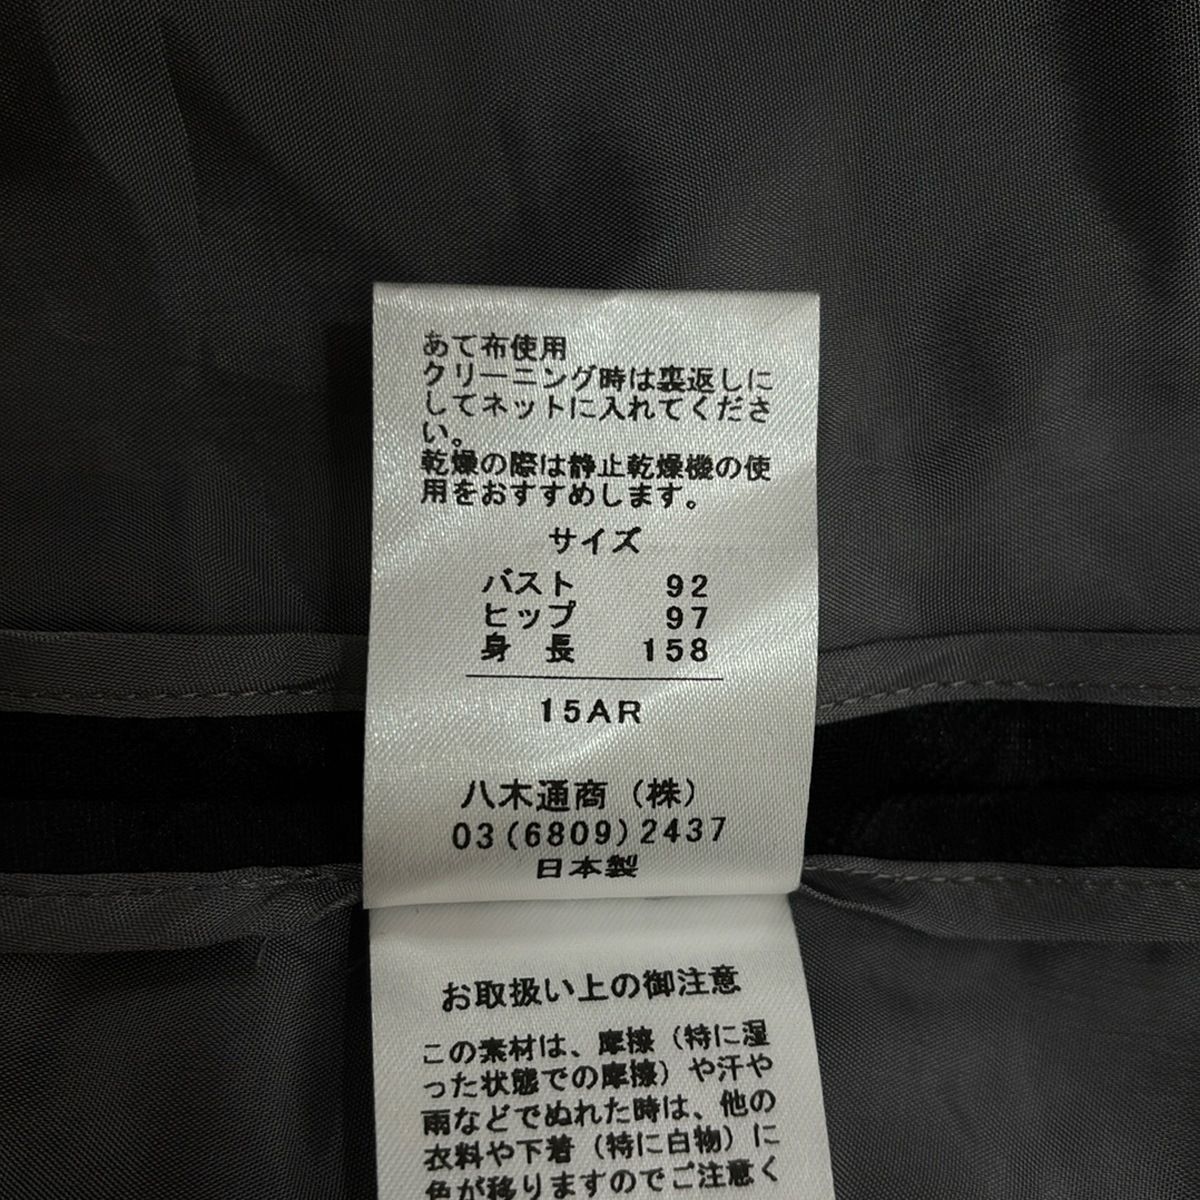 あて布使用
クリーニング時は裏返しに
してネットに入れてくださ
い。
乾燥の際は静止乾燥機の使
用をおすすめします。
サイズ
バスト 92
ヒップ 97
身長 158
15AR
八木通商(株)
03(6809)2437
日本製
お取扱い上の御注意
この素材は、摩擦(特に湿
った状態での摩擦)や汗や
雨などでぬれた時は、他の
衣料や下着(特に白物)に
色が移りますのでご注意く